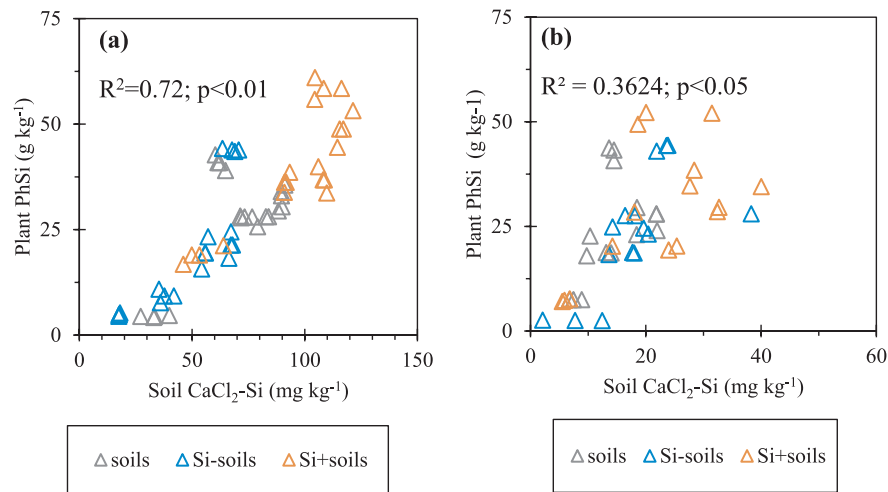 (a)
R²=0.72; p<0.01
Plant PhSi (g kg⁻¹)
75
50
25
0
0 50 100 150
Soil CaCl₂-Si (mg kg⁻¹)
soils Si-soils Si+soils
(b)
R² = 0.3624; p<0.05
Plant PhSi (g kg-1)
75
50
25
0
0 20 40 60
Soil CaCl₂-Si (mg kg⁻¹)
soils Si-soils Si+soils